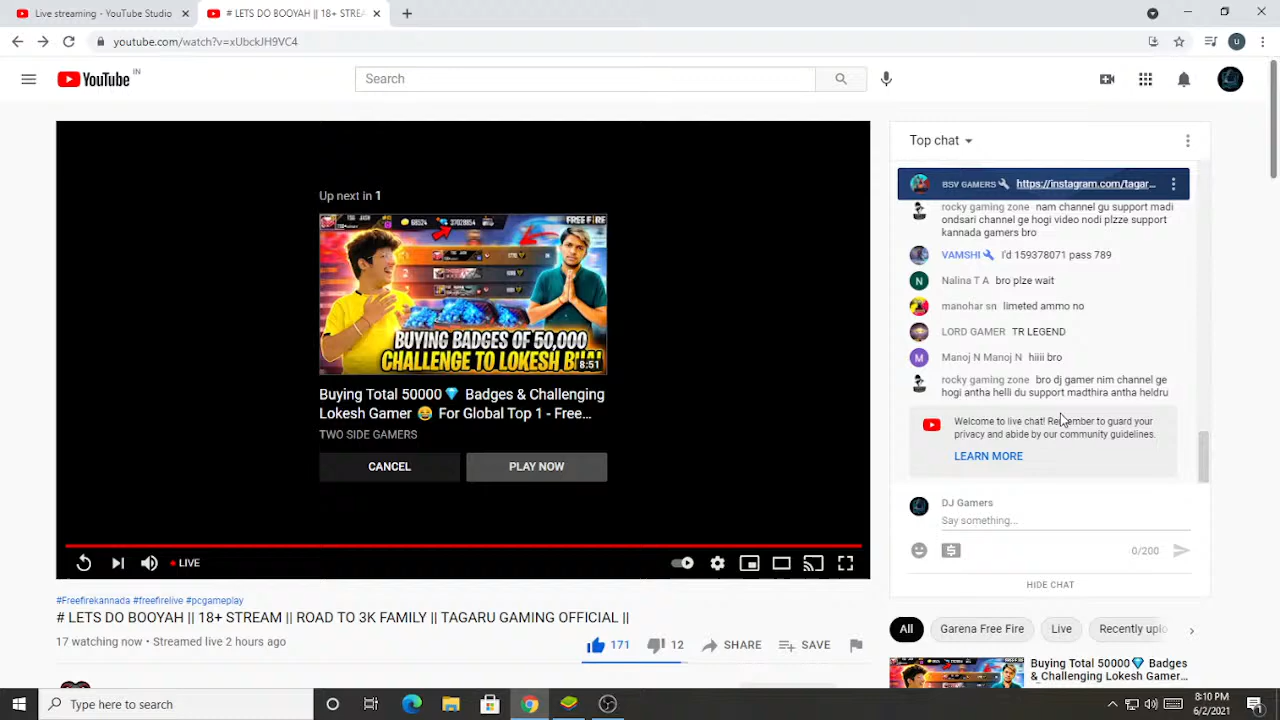 Live streaming - YouTube Studio
# LETS DO BOOYAH || 18+ STREA
youtube.com/watch?v=xUbckJH9VC4
YouTube IN
Search
Up next in 1
FREE FIRE
BUYING BADGES OF 50,000
CHALLENGE TO LOKESH BHAI
8:51
Buying Total 50000💎 Badges & Challenging
Lokesh Gamer 😂 For Global Top 1 - Free...
TWO SIDE GAMERS
CANCEL
PLAY NOW
LIVE
#Freefirekannada #freefirelive #pcgameplay
# LETS DO BOOYAH || 18+ STREAM || ROAD TO 3K FAMILY || TAGARU GAMING OFFICIAL ||
17 watching now • Streamed live 2 hours ago
171
12
SHARE
SAVE
Top chat
BSV GAMERS https://instagram.com/tagar...
rocky gaming zone nam channel gu support madi
ondsari channel ge hogi video nodi plzze support
kannada gamers bro
VAMSHI I'd 159378071 pass 789
N Nalina T A bro plze wait
manohar sn limeted ammo no
LORD GAMER TR LEGEND
M Manoj N Manoj N hiiii bro
rocky gaming zone bro dj gamer nim channel ge
hogi antha helli du support madthira antha heldru
Welcome to live chat! Remember to guard your
privacy and abide by our community guidelines.
LEARN MORE
DJ Gamers
Say something...
0/200
HIDE CHAT
All
Garena Free Fire
Live
Recently uplo
Buying Total 50000💎 Badges
& Challenging Lokesh Gamer...
Type here to search
8:10 PM
6/2/2021